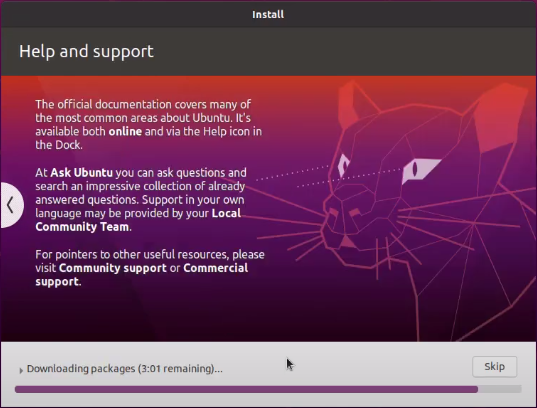 Install
Help and support
The official documentation covers many of
the most common areas about Ubuntu. It's
available both online and via the Help icon in
the Dock.
At Ask Ubuntu you can ask questions and
search an impressive collection of already
answered questions. Support in your own
language may be provided by your Local
Community Team.
For pointers to other useful resources, please
visit Community support or Commercial
support.
Downloading packages (3:01 remaining)...
Skip